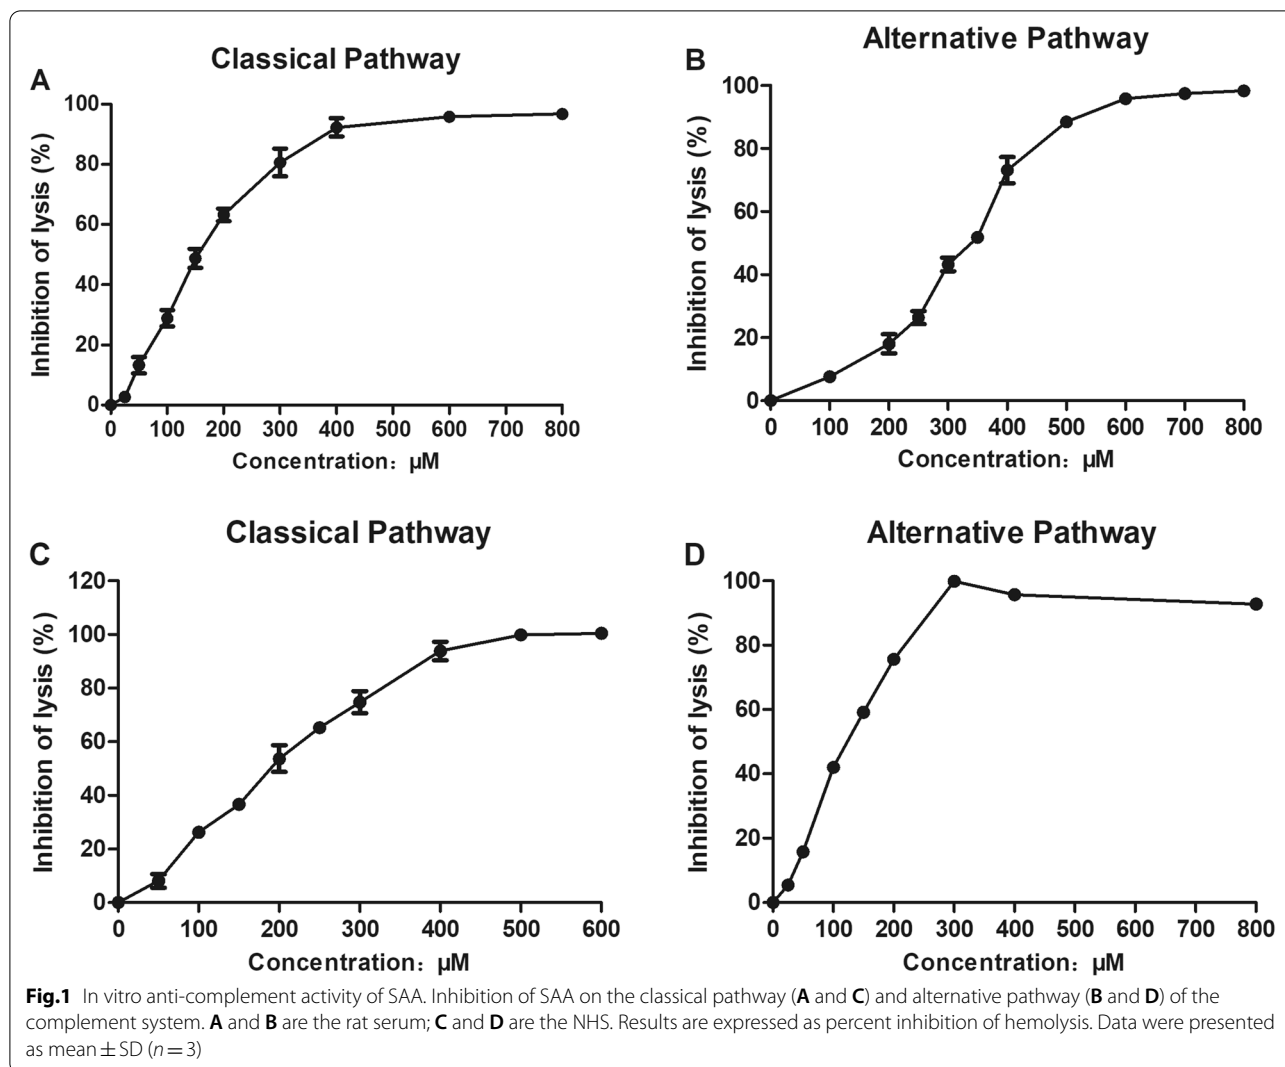 A
Classical Pathway
Inhibition of lysis (%)
100
80
60
40
20
0
0 100 200 300 400 500 600 700 800
Concentration: µM
B
Alternative Pathway
Inhibition of lysis (%)
100
80
60
40
20
0
0 100 200 300 400 500 600 700 800
Concentration: µM
C
Classical Pathway
Inhibition of lysis (%)
120
100
80
60
40
20
0
0 100 200 300 400 500 600
Concentration: µM
D
Alternative Pathway
Inhibition of lysis (%)
100
80
60
40
20
0
0 100 200 300 400 500 600 700 800
Concentration: µM
Fig.1 In vitro anti-complement activity of SAA. Inhibition of SAA on the classical pathway (A and C) and alternative pathway (B and D) of the
complement system. A and B are the rat serum; C and D are the NHS. Results are expressed as percent inhibition of hemolysis. Data were presented
as mean ± SD (n = 3)